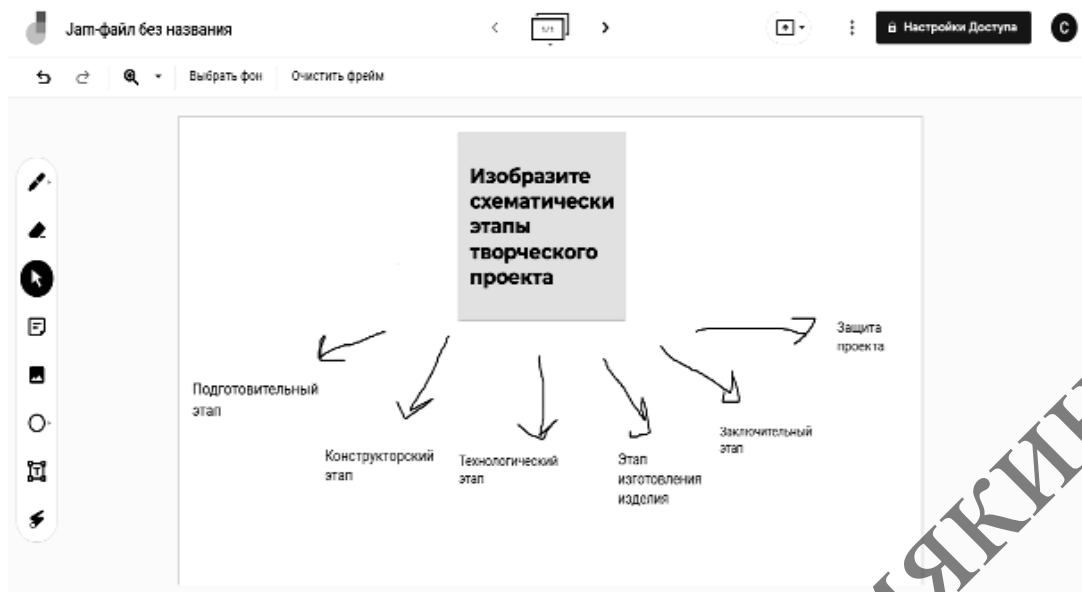 Jam-файл без названия
1/1
Настройки Доступа
C
Выбрать фон
Очистить фрейм
Изобразите
схематически
этапы
творческого
проекта
Защита
проекта
Подготовительный
этап
Конструкторский
этап
Технологический
этап
Этап
изготовления
изделия
Заключительный
этап